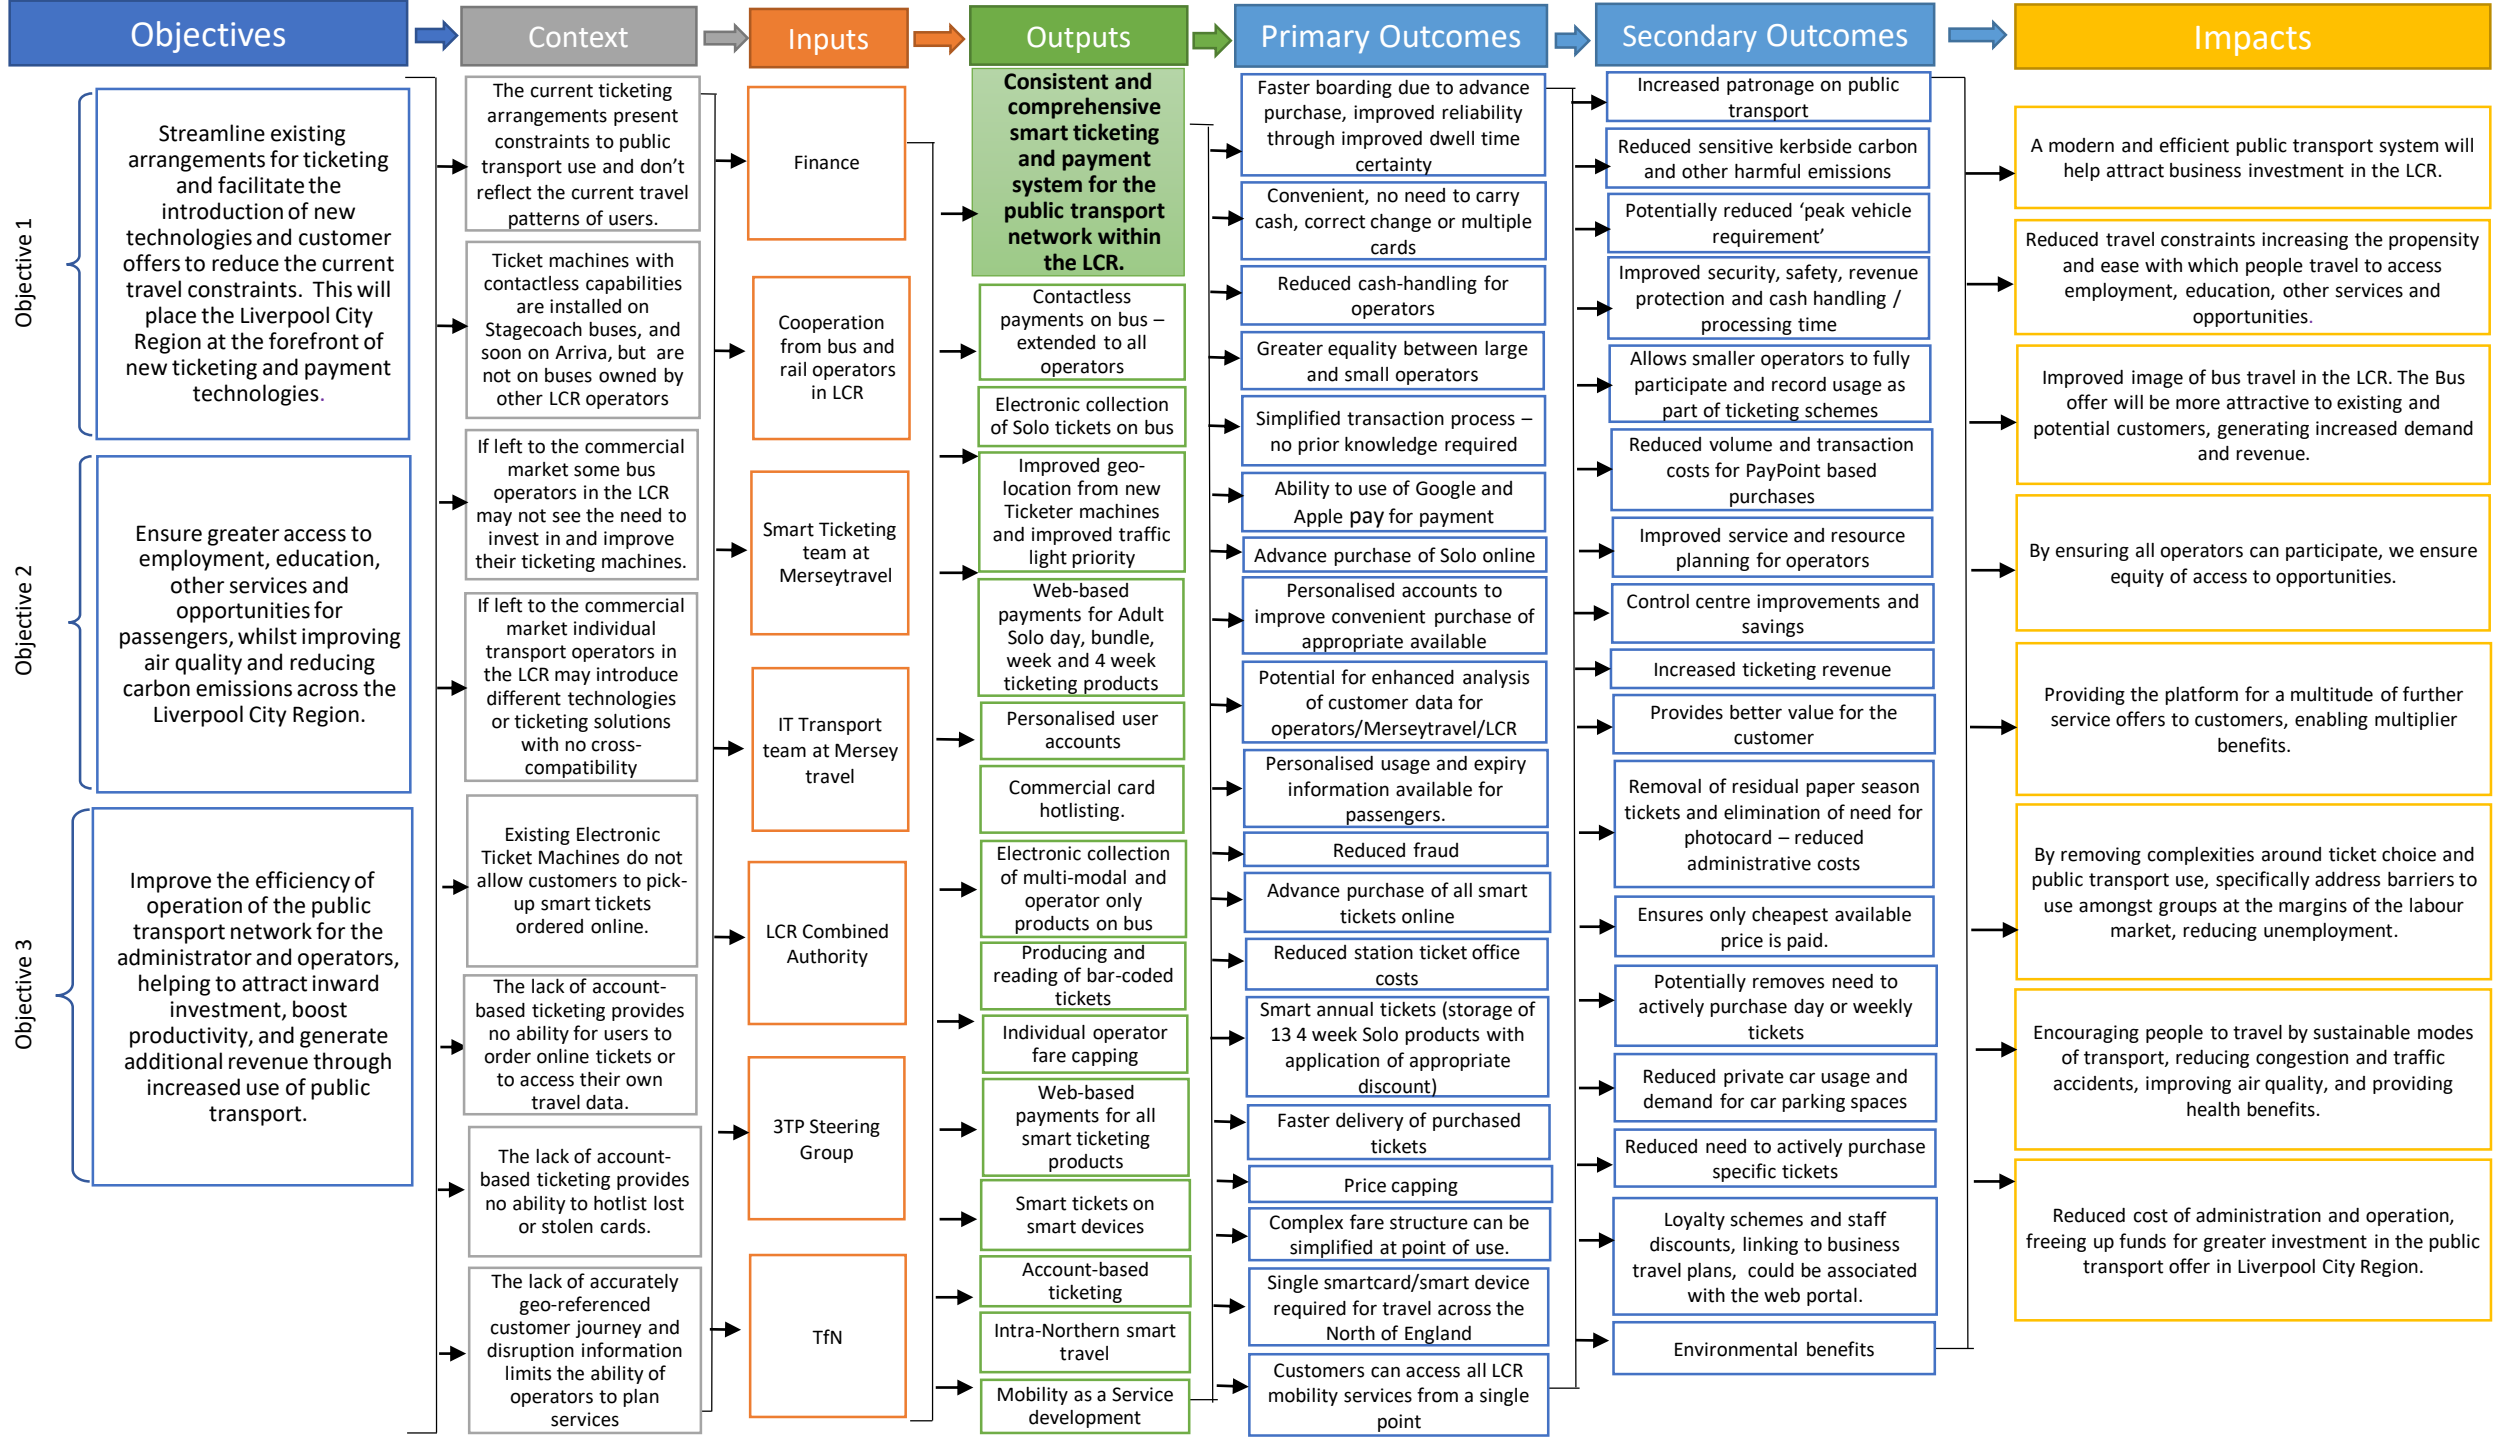 Objectives
Context
Inputs
Outputs
Primary Outcomes
Secondary Outcomes
Impacts
Objective 1
Streamline existing
arrangements for ticketing
and facilitate the
introduction of new
technologies and customer
offers to reduce the current
travel constraints. This will
place the Liverpool City
Region at the forefront of
new ticketing and payment
technologies.
Objective 2
Ensure greater access to
employment, education,
other services and
opportunities for
passengers, whilst improving
air quality and reducing
carbon emissions across the
Liverpool City Region.
Objective 3
Improve the efficiency of
operation of the public
transport network for the
administrator and operators,
helping to attract inward
investment, boost
productivity, and generate
additional revenue through
increased use of public
transport.
The current ticketing
arrangements present
constraints to public
transport use and don't
reflect the current travel
patterns of users.
Ticket machines with
contactless capabilities
are installed on
Stagecoach buses, and
soon on Arriva, but are
not on buses owned by
other LCR operators
If left to the commercial
market some bus
operators in the LCR
may not see the need to
invest in and improve
their ticketing machines.
If left to the commercial
market individual
transport operators in
the LCR may introduce
different technologies
or ticketing solutions
with no cross-
compatibility
Existing Electronic
Ticket Machines do not
allow customers to pick-
up smart tickets
ordered online.
The lack of account-
based ticketing provides
no ability for users to
order online tickets or
to access their own
travel data.
The lack of account-
based ticketing provides
no ability to hotlist lost
or stolen cards.
The lack of accurately
geo-referenced
customer journey and
disruption information
limits the ability of
operators to plan
services
Finance
Cooperation
from bus and
rail operators
in LCR
Smart Ticketing
team at
Merseytravel
IT Transport
team at Mersey
travel
LCR Combined
Authority
3TP Steering
Group
TfN
Consistent and
comprehensive
smart ticketing
and payment
system for the
public transport
network within
the LCR.
Contactless
payments on bus –
extended to all
operators
Electronic collection
of Solo tickets on bus
Improved geo-
location from new
Ticketer machines
and improved traffic
light priority
Web-based
payments for Adult
Solo day, bundle,
week and 4 week
ticketing products
Personalised user
accounts
Commercial card
hotlisting.
Electronic collection
of multi-modal and
operator only
products on bus
Producing and
reading of bar-coded
tickets
Individual operator
fare capping
Web-based
payments for all
smart ticketing
products
Smart tickets on
smart devices
Account-based
ticketing
Intra-Northern smart
travel
Mobility as a Service
development
Faster boarding due to advance
purchase, improved reliability
through improved dwell time
certainty
Convenient, no need to carry
cash, correct change or multiple
cards
Reduced cash-handling for
operators
Greater equality between large
and small operators
Simplified transaction process –
no prior knowledge required
Ability to use of Google and
Apple pay for payment
Advance purchase of Solo online
Personalised accounts to
improve convenient purchase of
appropriate available
Potential for enhanced analysis
of customer data for
operators/Merseytravel/LCR
Personalised usage and expiry
information available for
passengers.
Reduced fraud
Advance purchase of all smart
tickets online
Reduced station ticket office
costs
Smart annual tickets (storage of
13 4 week Solo products with
application of appropriate
discount)
Faster delivery of purchased
tickets
Price capping
Complex fare structure can be
simplified at point of use.
Single smartcard/smart device
required for travel across the
North of England
Customers can access all LCR
mobility services from a single
point
Increased patronage on public
transport
Reduced sensitive kerbside carbon
and other harmful emissions
Potentially reduced ‘peak vehicle
requirement’
Improved security, safety, revenue
protection and cash handling /
processing time
Allows smaller operators to fully
participate and record usage as
part of ticketing schemes
Reduced volume and transaction
costs for PayPoint based
purchases
Improved service and resource
planning for operators
Control centre improvements and
savings
Increased ticketing revenue
Provides better value for the
customer
Removal of residual paper season
tickets and elimination of need for
photocard – reduced
administrative costs
Ensures only cheapest available
price is paid.
Potentially removes need to
actively purchase day or weekly
tickets
Reduced private car usage and
demand for car parking spaces
Reduced need to actively purchase
specific tickets
Loyalty schemes and staff
discounts, linking to business
travel plans, could be associated
with the web portal.
Environmental benefits
A modern and efficient public transport system will
help attract business investment in the LCR.
Reduced travel constraints increasing the propensity
and ease with which people travel to access
employment, education, other services and
opportunities.
Improved image of bus travel in the LCR. The Bus
offer will be more attractive to existing and
potential customers, generating increased demand
and revenue.
By ensuring all operators can participate, we ensure
equity of access to opportunities.
Providing the platform for a multitude of further
service offers to customers, enabling multiplier
benefits.
By removing complexities around ticket choice and
public transport use, specifically address barriers to
use amongst groups at the margins of the labour
market, reducing unemployment.
Encouraging people to travel by sustainable modes
of transport, reducing congestion and traffic
accidents, improving air quality, and providing
health benefits.
Reduced cost of administration and operation,
freeing up funds for greater investment in the public
transport offer in Liverpool City Region.